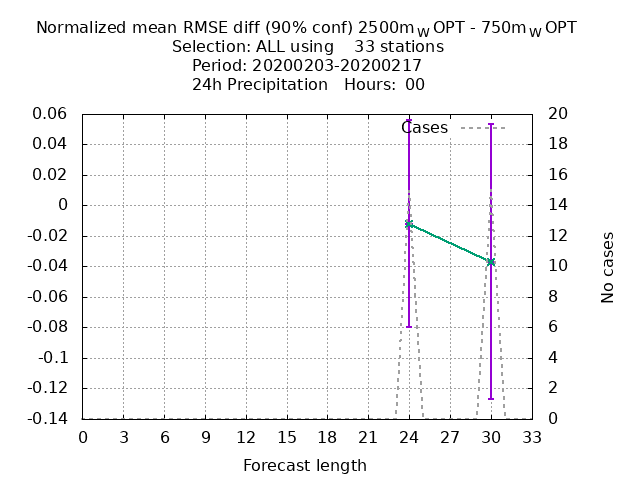 Normalized mean RMSE diff (90% conf) 2500m_W OPT - 750m_W OPT
Selection: ALL using 33 stations
Period: 20200203-20200217
24h Precipitation Hours: 00
Cases
0.06
0.04
0.02
0
-0.02
-0.04
-0.06
-0.08
-0.1
-0.12
-0.14
20
18
16
14
12
10
8
6
4
2
0
No cases
0 3 6 9 12 15 18 21 24 27 30 33
Forecast length